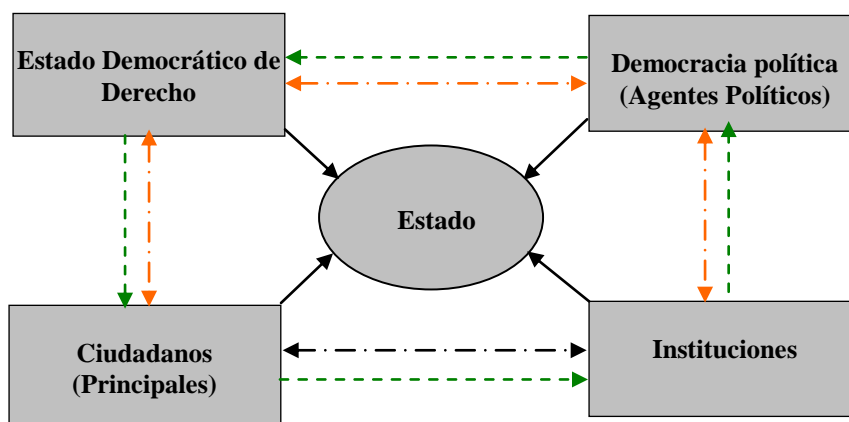 Estado Democrático de
Derecho
Democracia política
(Agentes Políticos)
Estado
Ciudadanos
(Principales)
Instituciones